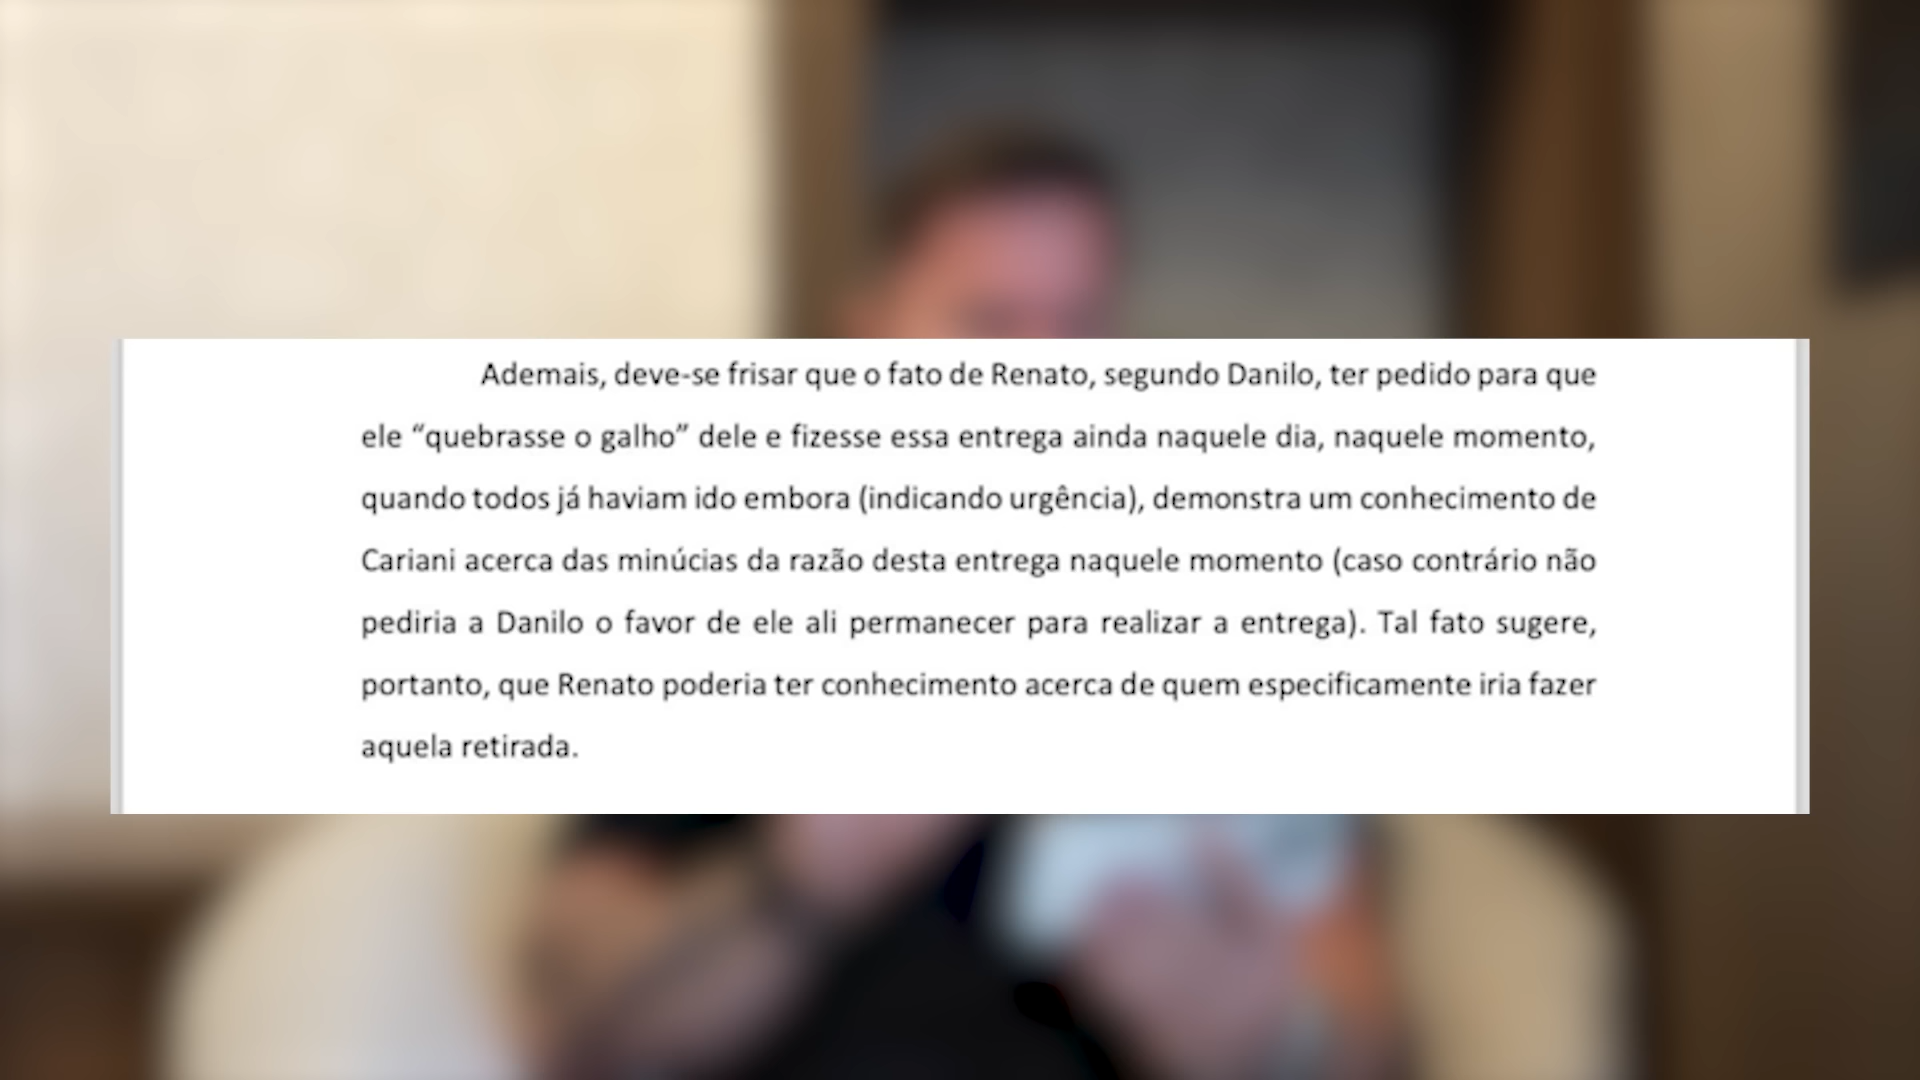 Ademais, deve-se frisar que o fato de Renato, segundo Danilo, ter pedido para que
ele “quebrasse o galho” dele e fizesse essa entrega ainda naquele dia, naquele momento,
quando todos já haviam ido embora (indicando urgência), demonstra um conhecimento de
Cariani acerca das minúcias da razão desta entrega naquele momento (caso contrário não
pediria a Danilo o favor de ele ali permanecer para realizar a entrega). Tal fato sugere,
portanto, que Renato poderia ter conhecimento acerca de quem especificamente iria fazer
aquela retirada.